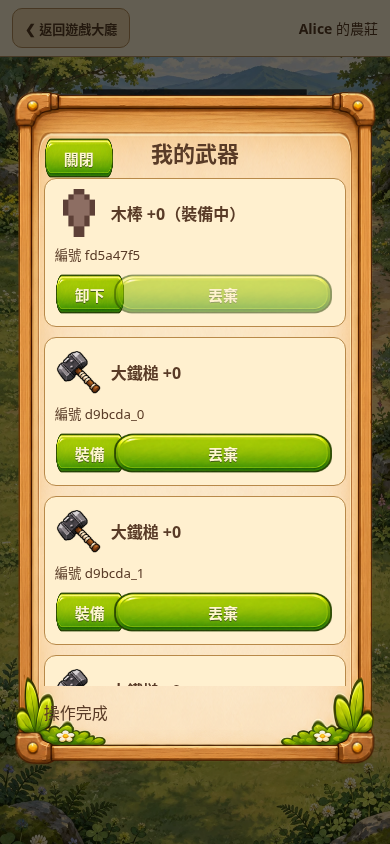 ❮ 返回遊戲大廳
Alice 的農莊
我的武器
關閉
木棒 +0（裝備中）
編號 fd5a47f5
卸下
丟棄
大鐵槌 +0
編號 d9bcda_0
裝備
丟棄
大鐵槌 +0
編號 d9bcda_1
裝備
丟棄
操作完成